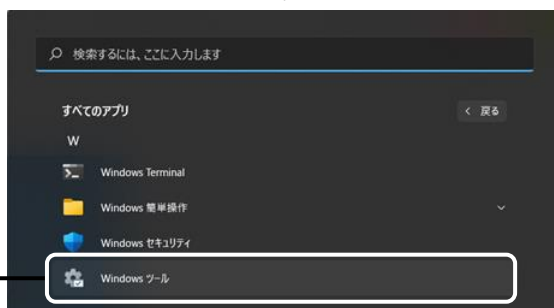 検索するには、ここに入力します
すべてのアプリ
戻る
W
Windows Terminal
Windows 簡単操作
Windows セキュリティ
Windows ツール